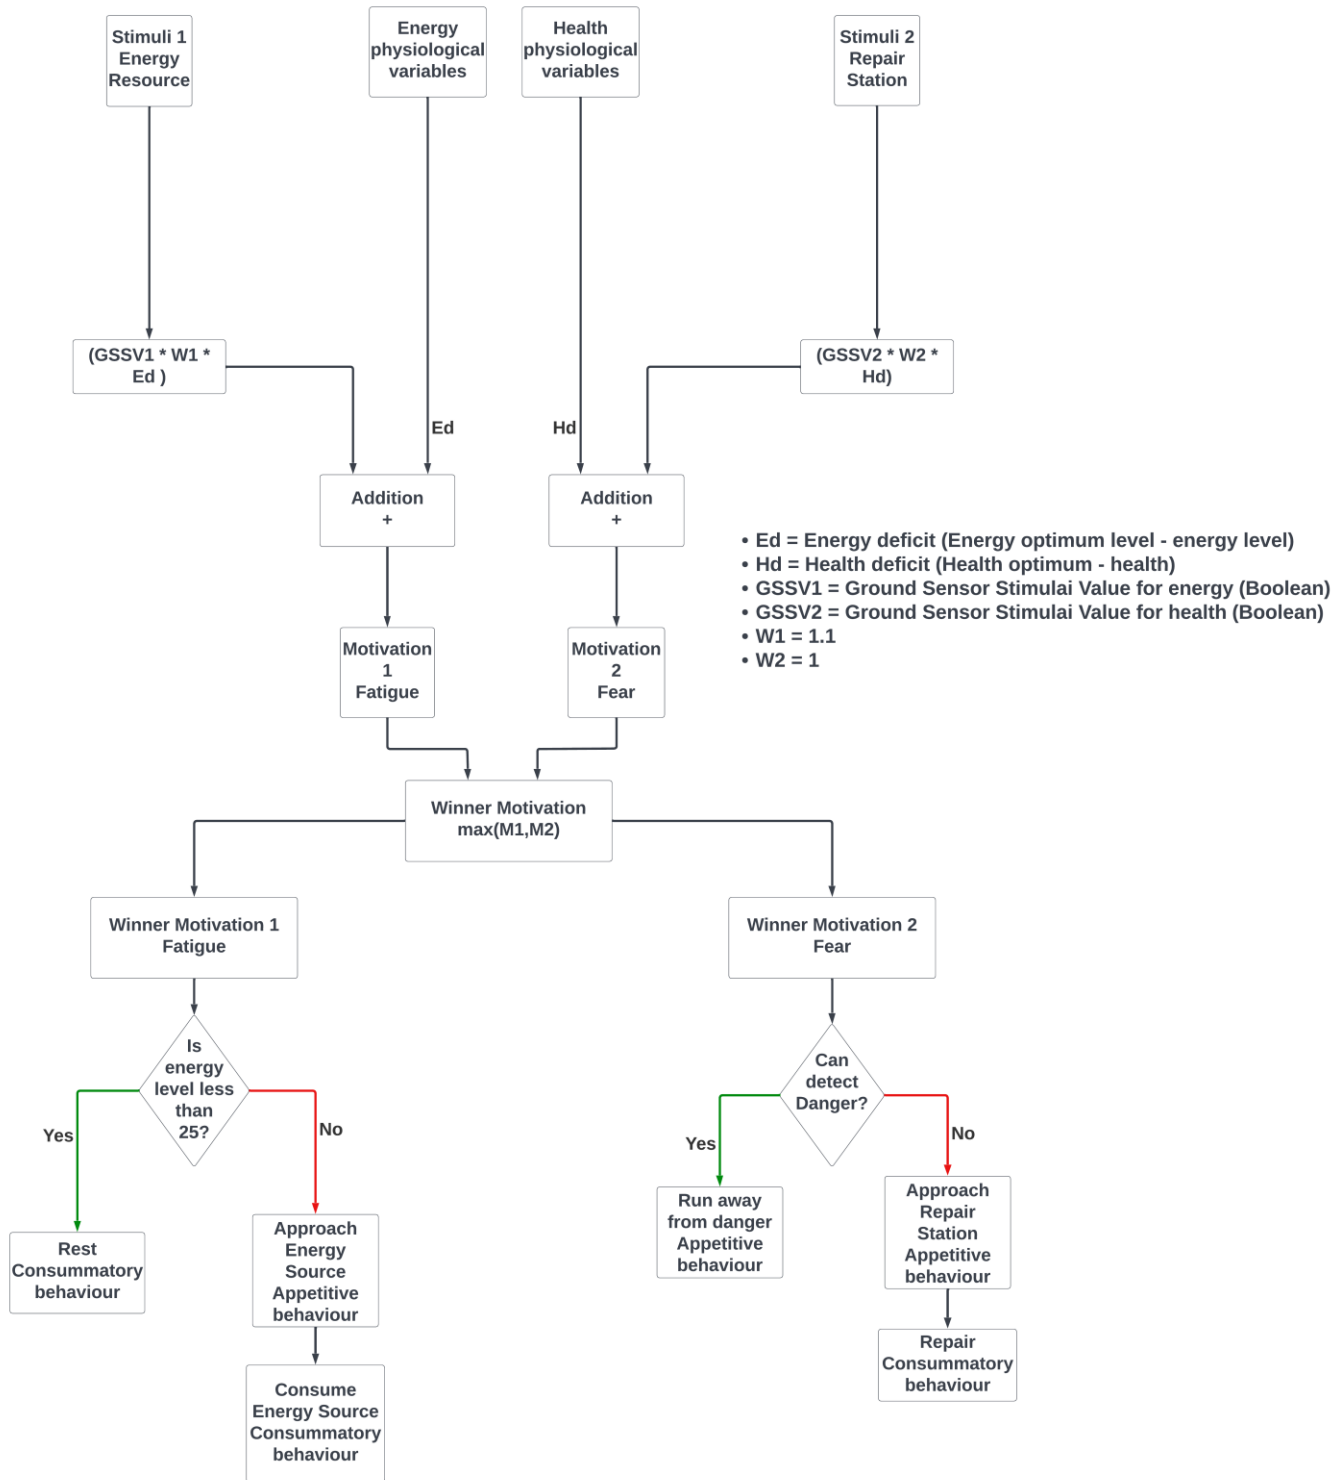 Stimuli 1
Energy
Resource
Energy
physiological
variables
Health
physiological
variables
Stimuli 2
Repair
Station
(GSSV1 * W1 *
Ed )
(GSSV2 * W2 *
Hd)
Ed
Hd
Addition
+
Addition
+
• Ed = Energy deficit (Energy optimum level - energy level)
• Hd = Health deficit (Health optimum - health)
• GSSV1 = Ground Sensor Stimulai Value for energy (Boolean)
• GSSV2 = Ground Sensor Stimulai Value for health (Boolean)
• W1 = 1.1
• W2 = 1
Motivation
1
Fatigue
Motivation
2
Fear
Winner Motivation
max(M1,M2)
Winner Motivation 1
Fatigue
Winner Motivation 2
Fear
Is
energy
level less
than
25?
Can
detect
Danger?
Yes
No
Yes
No
Rest
Consummatory
behaviour
Approach
Energy
Source
Appetitive
behaviour
Run away
from danger
Appetitive
behaviour
Approach
Repair
Station
Appetitive
behaviour
Consume
Energy Source
Consummatory
behaviour
Repair
Consummatory
behaviour